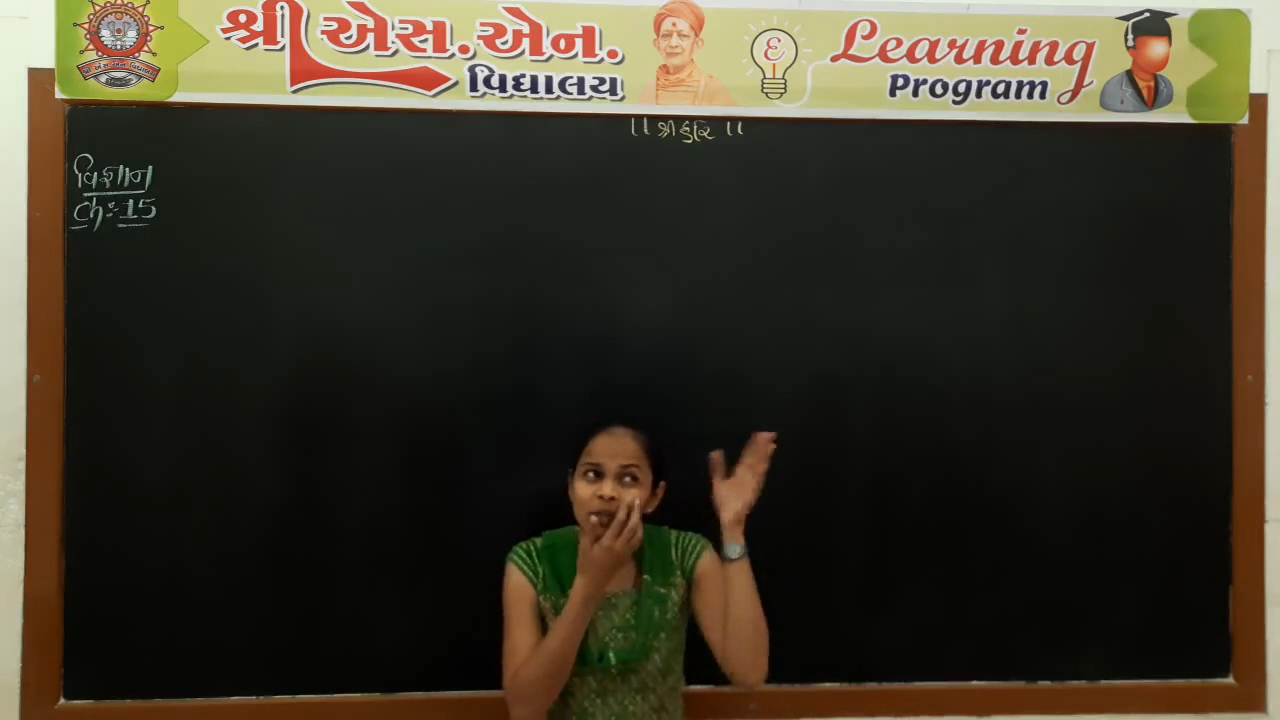 શ્રી એસ.એન.
વિદ્યાલય
ε
Learning
Program
।। શ્રી હરિ ।।
વિજ્ઞાન
ch :- 15